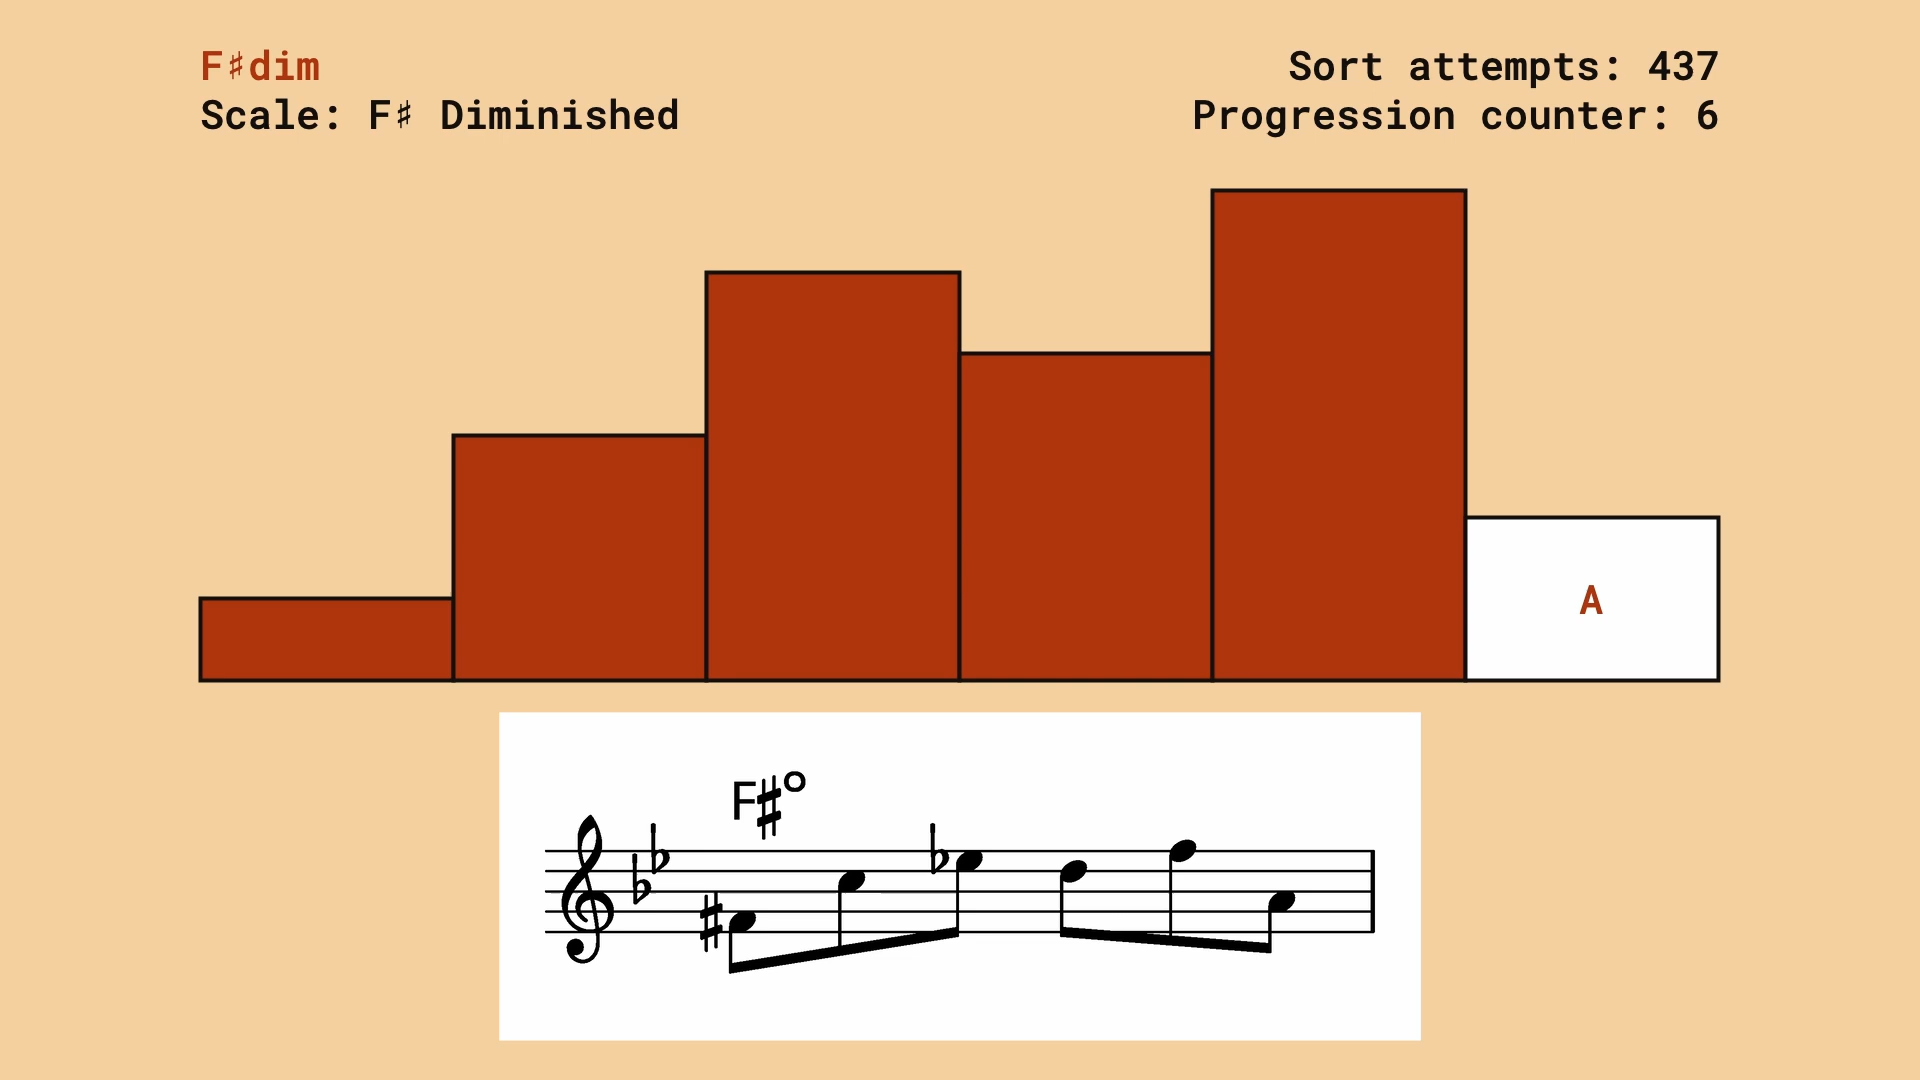 F♯dim
Scale: F♯ Diminished
Sort attempts: 437
Progression counter: 6
A
F♯°